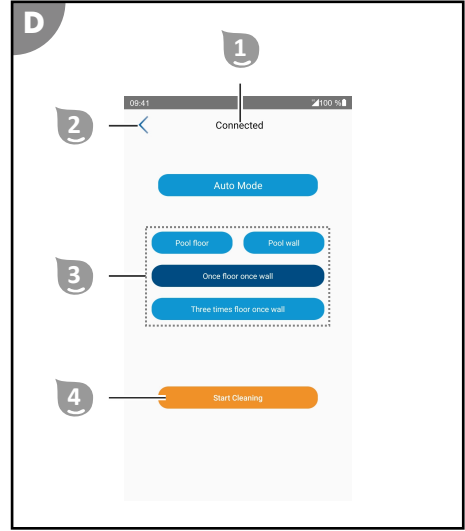 D
1
09:41 100 %
2
Connected
Auto Mode
Pool floor Pool wall
3
Once floor once wall
Three times floor once wall
4
Start Cleaning